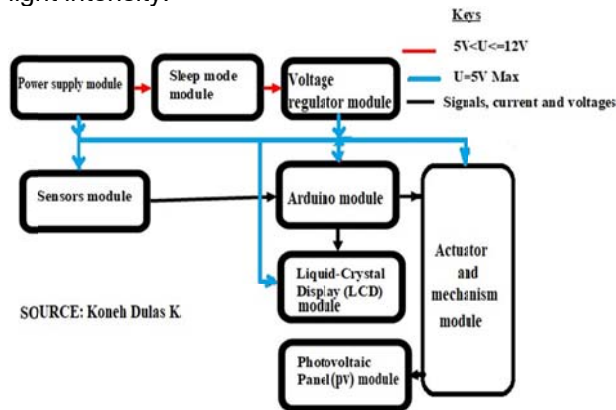 light intensity.
Keys
5V<U<=12V
U=5V Max
Signals, current and voltages
Power supply module
Sleep mode
module
Voltage
regulator module
Sensors module
Arduino module
Liquid-Crystal
Display (LCD)
module
Actuator
and
mechanism
module
SOURCE: Koneh Dulas K.
Photovoltaic
Panel(pv) module